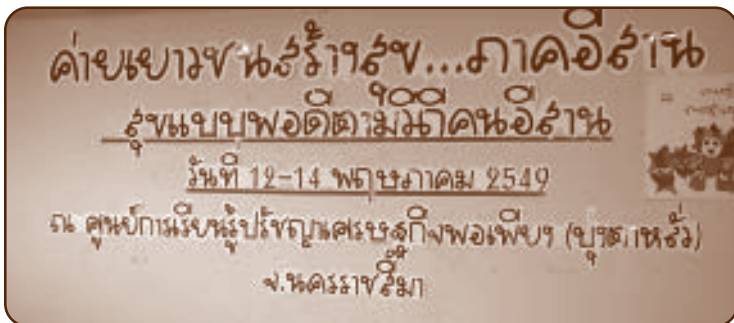 ค่ายเยาวชนสร้างสุข...ภาคอีสาน
สุขแบบพอดีตามวิถีคนอีสาน
วันที่ 12-14 พฤษภาคม 2549
ณ ศูนย์การเรียนรู้ปรัชญาเศรษฐกิจพอเพียง
จ.นครราชสีมา